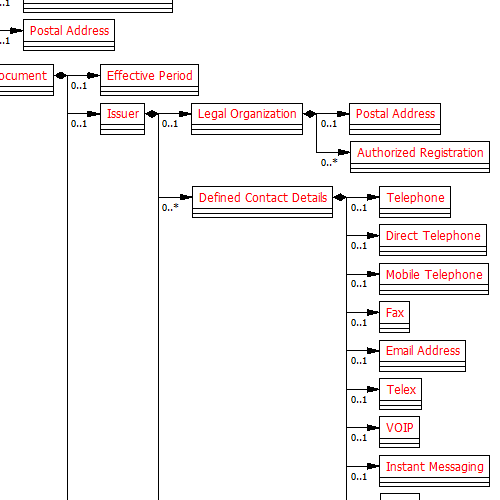 0..1
Postal Address
0..1
ocument
Effective Period
0..1
Issuer
Legal Organization
Postal Address
0..1
0..1
0..1
Authorized Registration
0..*
Defined Contact Details
Telephone
0..*
0..1
Direct Telephone
0..1
Mobile Telephone
0..1
Fax
0..1
Email Address
0..1
Telex
0..1
VOIP
0..1
Instant Messaging
0..1